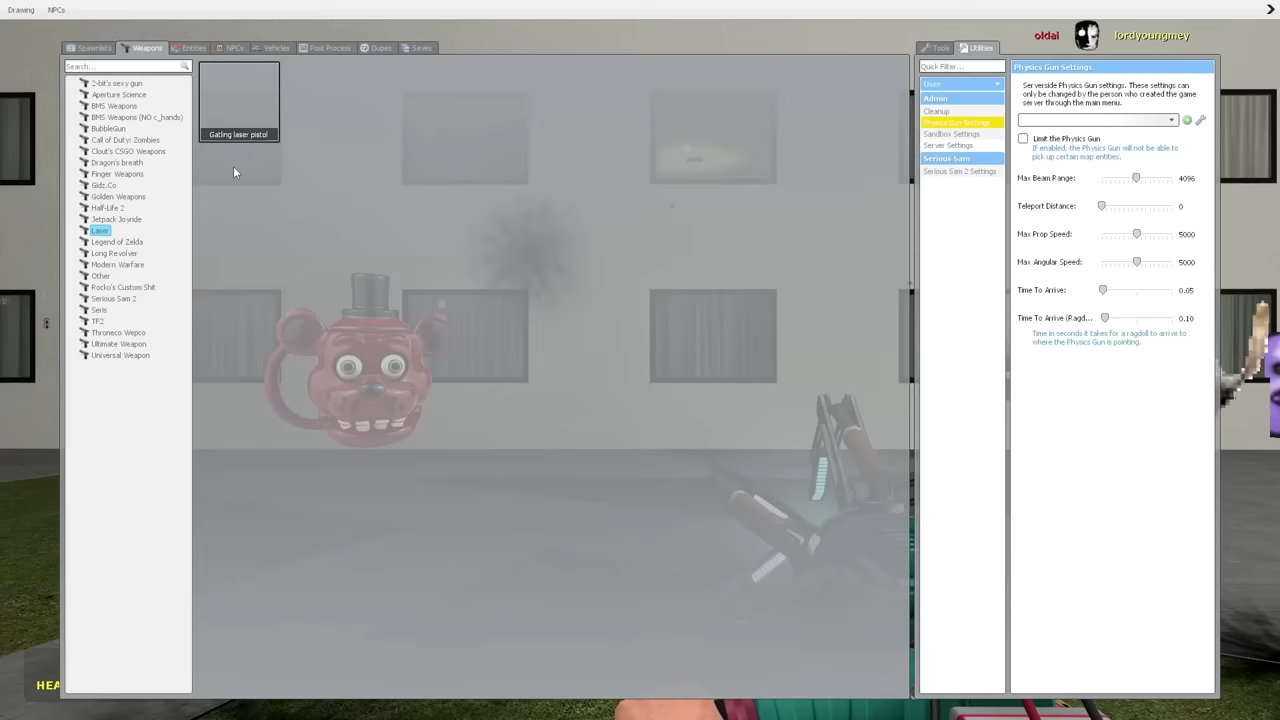 Drawing NPCs
oldai lordyoungmey
Spawnlists Weapons Entities NPCs Vehicles Post Process Dupes Saves
Search...
2-bit's sexy gun
Aperture Science
BMS Weapons
BMS Weapons (NO c_hands)
BubbleGun
Call of Duty: Zombies
Clout's CSGO Weapons
Dragon's breath
Finger Weapons
Gidz.Co
Golden Weapons
Half-Life 2
Jetpack Joyride
Laser
Legend of Zelda
Long Revolver
Modern Warfare
Other
Rocko's Custom Shit
Serious Sam 2
Seris
TF2
Throneco Wepco
Ultimate Weapon
Universal Weapon
Gatling laser pistol
Tools Utilities
Quick Filter...
User
Admin
Cleanup
Physics Gun Settings
Sandbox Settings
Server Settings
Serious Sam
Serious Sam 2 Settings
Physics Gun Settings
Serverside Physics Gun settings. These settings can
only be changed by the person who created the game
server through the main menu.
Limit the Physics Gun
If enabled, the Physics Gun will not be able to
pick up certain map entities.
Max Beam Range: 4096
Teleport Distance: 0
Max Prop Speed: 5000
Max Angular Speed: 5000
Time To Arrive: 0.05
Time To Arrive (Ragd... 0.10
Time in seconds it takes for a ragdoll to arrive to
where the Physics Gun is pointing.
HEA